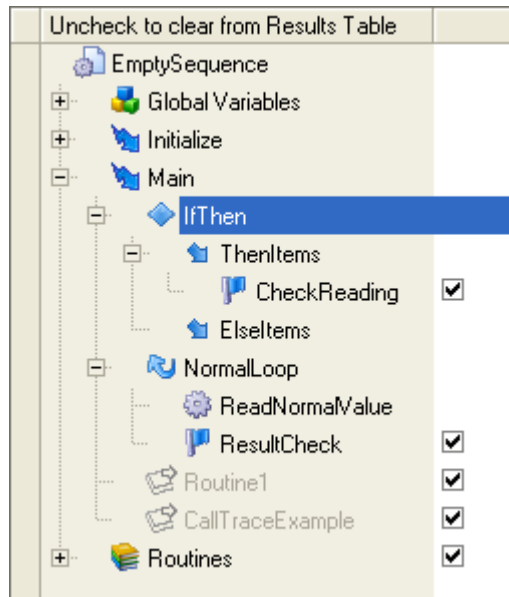 Uncheck to clear from Results Table
EmptySequence
Global Variables
Initialize
Main
IfThen
ThenItems
CheckReading
ElseItems
NormalLoop
ReadNormalValue
ResultCheck
Routine1
CallTraceExample
Routines